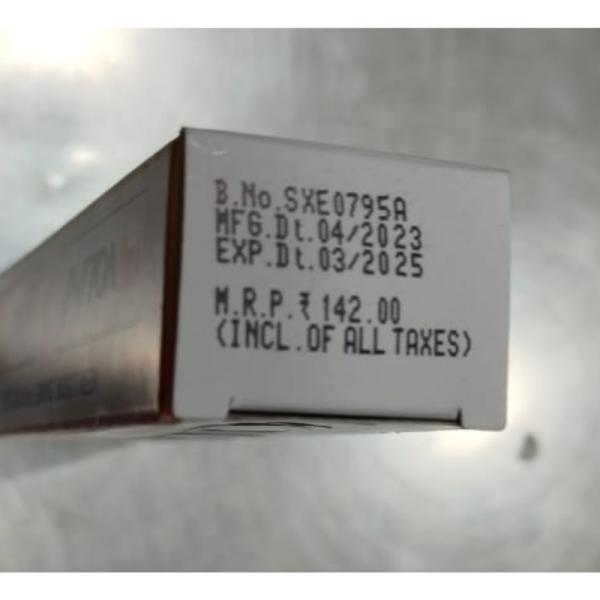 B.No.SXE0795A
MFG.Dt.04/2023
EXP.Dt.03/2025
M.R.P.₹ 142.00
(INCL.OF ALL TAXES)